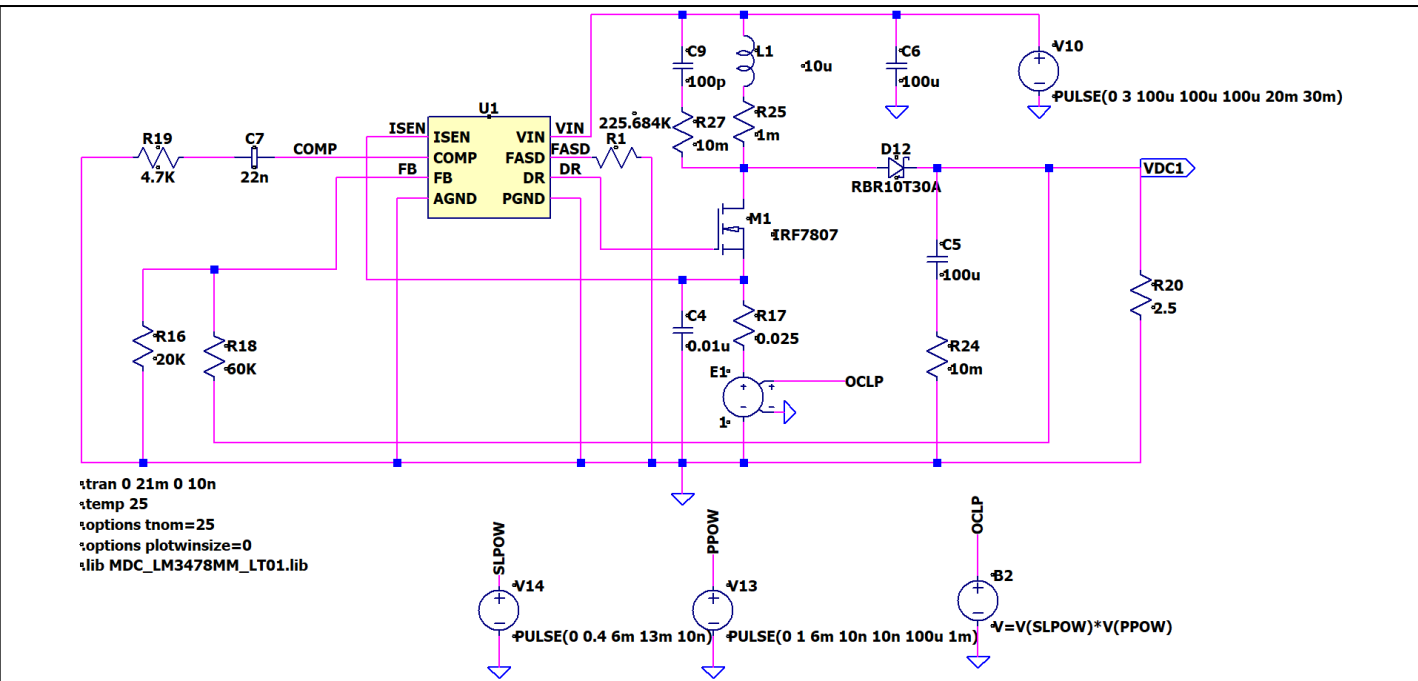 V10
C9
L1
C6
10u
100p
100u
PULSE(0 3 100u 100u 100u 20m 30m)
U1
R25
R27
225.684K
1m
10m
R19
C7
COMP
ISEN
VIN
R1
ISEN
VIN
COMP
FASD
FASD
FB
FB
DR
DR
AGND
PGND
4.7K
22n
D12
RBR10T30A
VDC1
M1
IRF7807
C5
100u
R20
2.5
C4
0.01u
R17
0.025
R16
20K
R18
60K
R24
10m
E1
OCLP
1
.tran 0 21m 0 10n
.temp 25
.options tnom=25
.options plotwinsize=0
.lib MDC_LM3478MM_LT01.lib
SLPOW
PPOW
OCLP
V14
PULSE(0 0.4 6m 13m 10n)
V13
PULSE(0 1 6m 10n 10n 100u 1m)
B2
V=V(SLPOW)*V(PPOW)